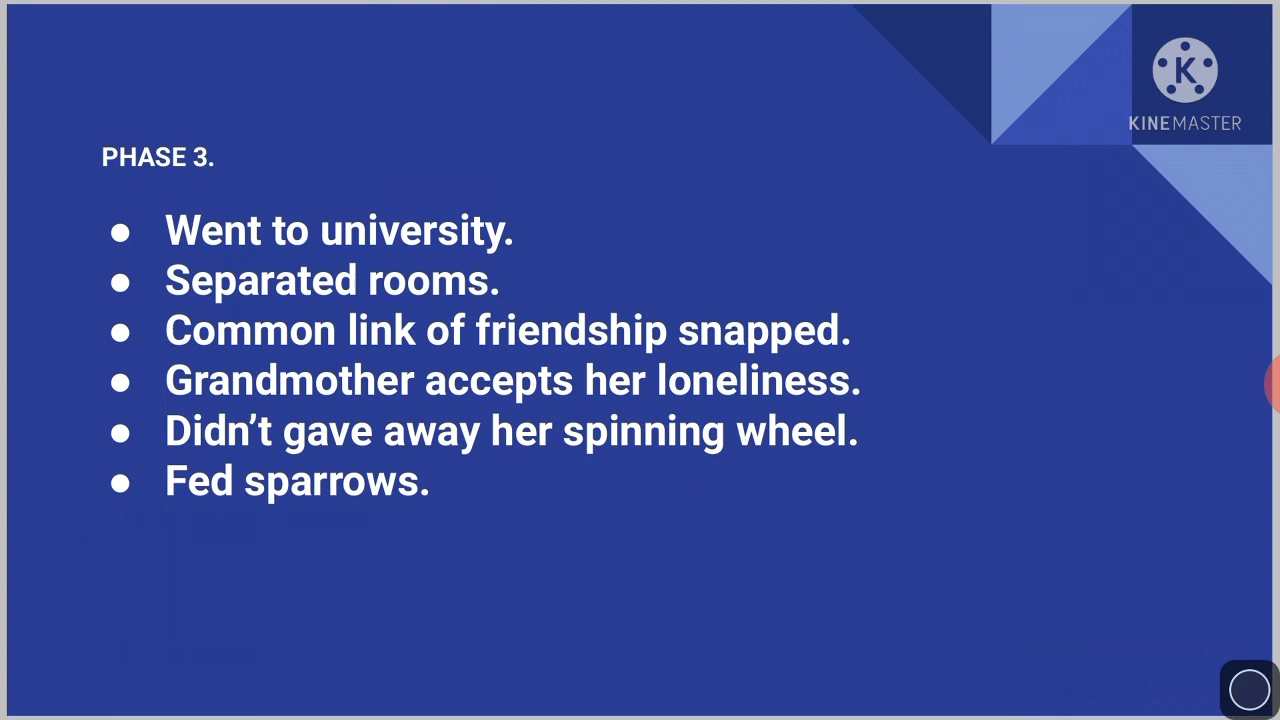 K
KINEMASTER
PHASE 3.
● Went to university.
● Separated rooms.
● Common link of friendship snapped.
● Grandmother accepts her loneliness.
● Didn’t gave away her spinning wheel.
● Fed sparrows.